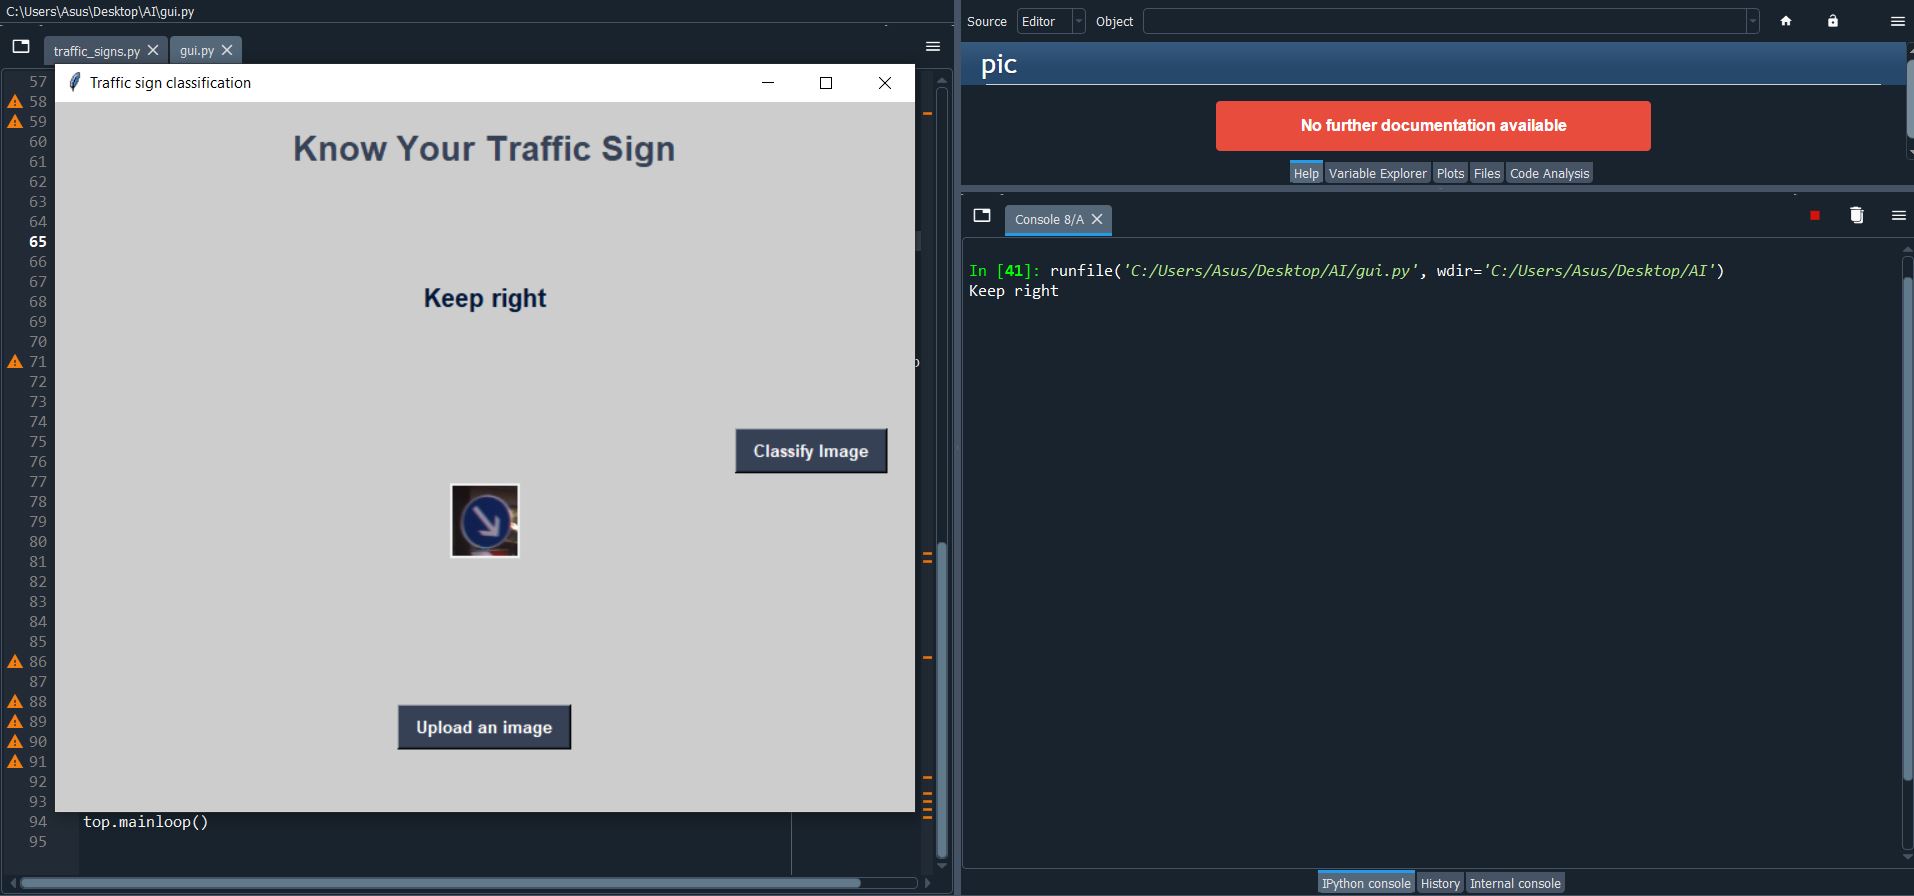 C:\Users\Asus\Desktop\AI\gui.py
traffic_signs.py
gui.py
57
58
59
60
61
62
63
64
65
66
67
68
69
70
71
72
73
74
75
76
77
78
79
80
81
82
83
84
85
86
87
88
89
90
91
92
93
94 top.mainloop()
95
Traffic sign classification
Know Your Traffic Sign
Keep right
Classify Image
Upload an image
Source Editor Object
pic
No further documentation available
Help Variable Explorer Plots Files Code Analysis
Console 8/A
In [41]: runfile('C:/Users/Asus/Desktop/AI/gui.py', wdir='C:/Users/Asus/Desktop/AI')
Keep right
IPython console History Internal console